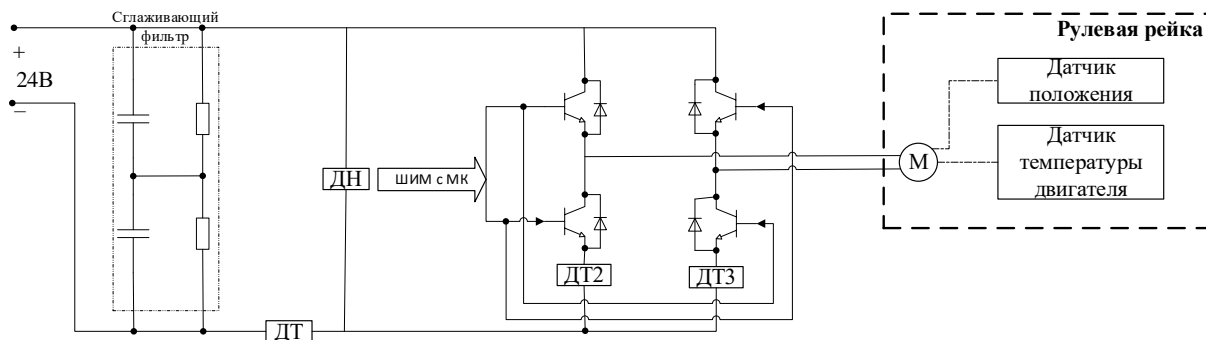 Сглаживающий
фильтр
+
24В
−
ДН
ШИМ с МК
ДТ
ДТ2
ДТ3
М
Рулевая рейка
Датчик
положения
Датчик
температуры
двигателя